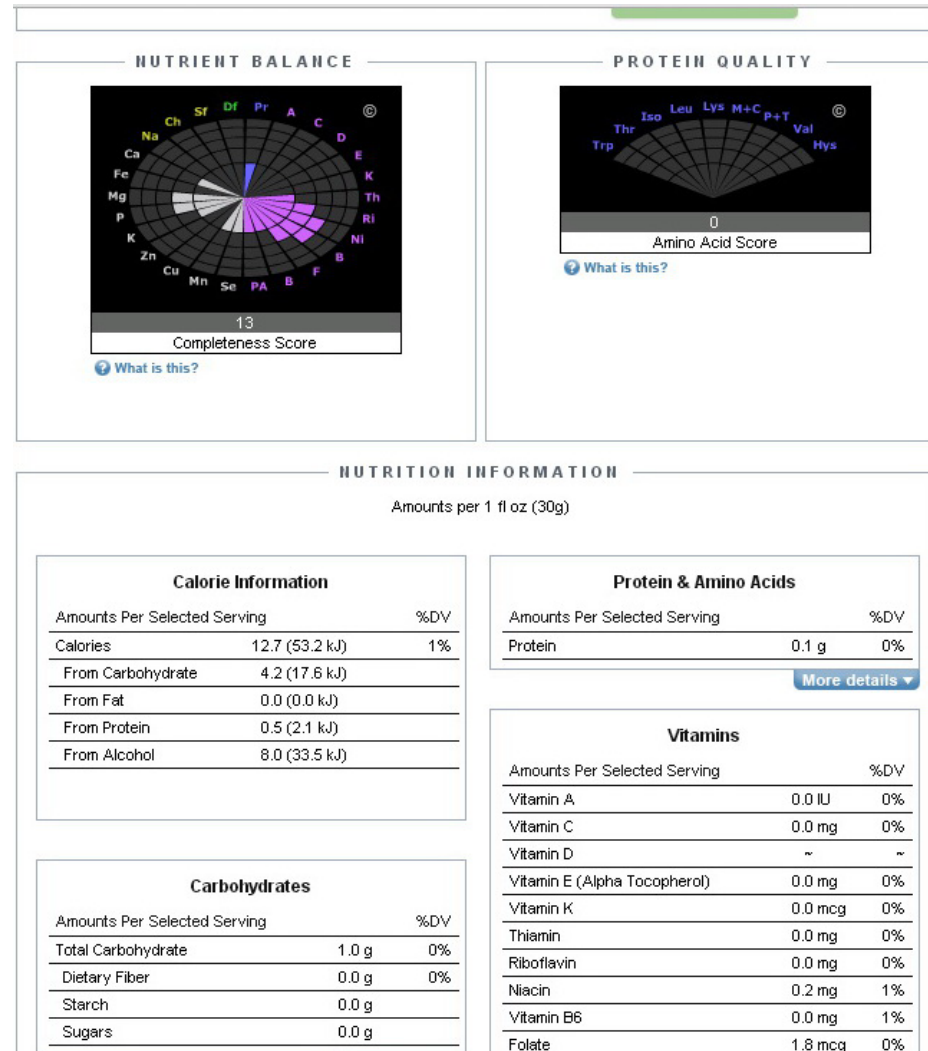 NUTRIENT BALANCE
©
Df Pr A C D E K Th Ri Ni B F B PA Se Mn Cu Zn K P Mg Fe Ca Na Ch Sf
13
Completeness Score
What is this?
PROTEIN QUALITY
©
Trp Thr Iso Leu Lys M+C P+T Val Hys
0
Amino Acid Score
What is this?
NUTRITION INFORMATION
Amounts per 1 fl oz (30g)
Calorie Information
Amounts Per Selected Serving %DV
Calories 12.7 (53.2 kJ) 1%
From Carbohydrate 4.2 (17.6 kJ)
From Fat 0.0 (0.0 kJ)
From Protein 0.5 (2.1 kJ)
From Alcohol 8.0 (33.5 kJ)
Carbohydrates
Amounts Per Selected Serving %DV
Total Carbohydrate 1.0 g 0%
Dietary Fiber 0.0 g 0%
Starch 0.0 g
Sugars 0.0 g
Protein & Amino Acids
Amounts Per Selected Serving %DV
Protein 0.1 g 0%
More details ▼
Vitamins
Amounts Per Selected Serving %DV
Vitamin A 0.0 IU 0%
Vitamin C 0.0 mg 0%
Vitamin D ~ ~
Vitamin E (Alpha Tocopherol) 0.0 mg 0%
Vitamin K 0.0 mcg 0%
Thiamin 0.0 mg 0%
Riboflavin 0.0 mg 0%
Niacin 0.2 mg 1%
Vitamin B6 0.0 mg 1%
Folate 1.8 mcg 0%